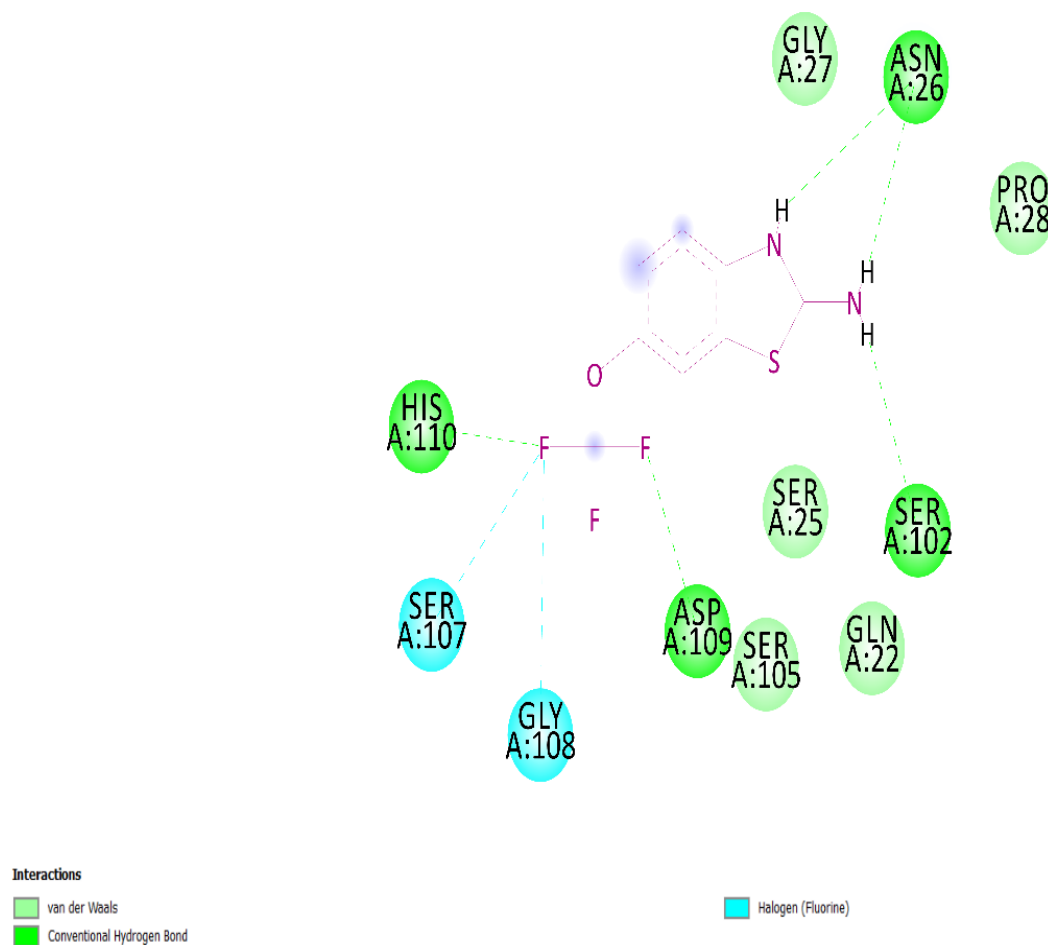 GLY
A:27
ASN
A:26
PRO
A:28
H
N
H
N
H
S
O
HIS
A:110
F
F
F
SER
A:25
SER
A:102
SER
A:107
ASP
A:109
SER
A:105
GLN
A:22
GLY
A:108
Interactions
van der Waals
Conventional Hydrogen Bond
Halogen (Fluorine)